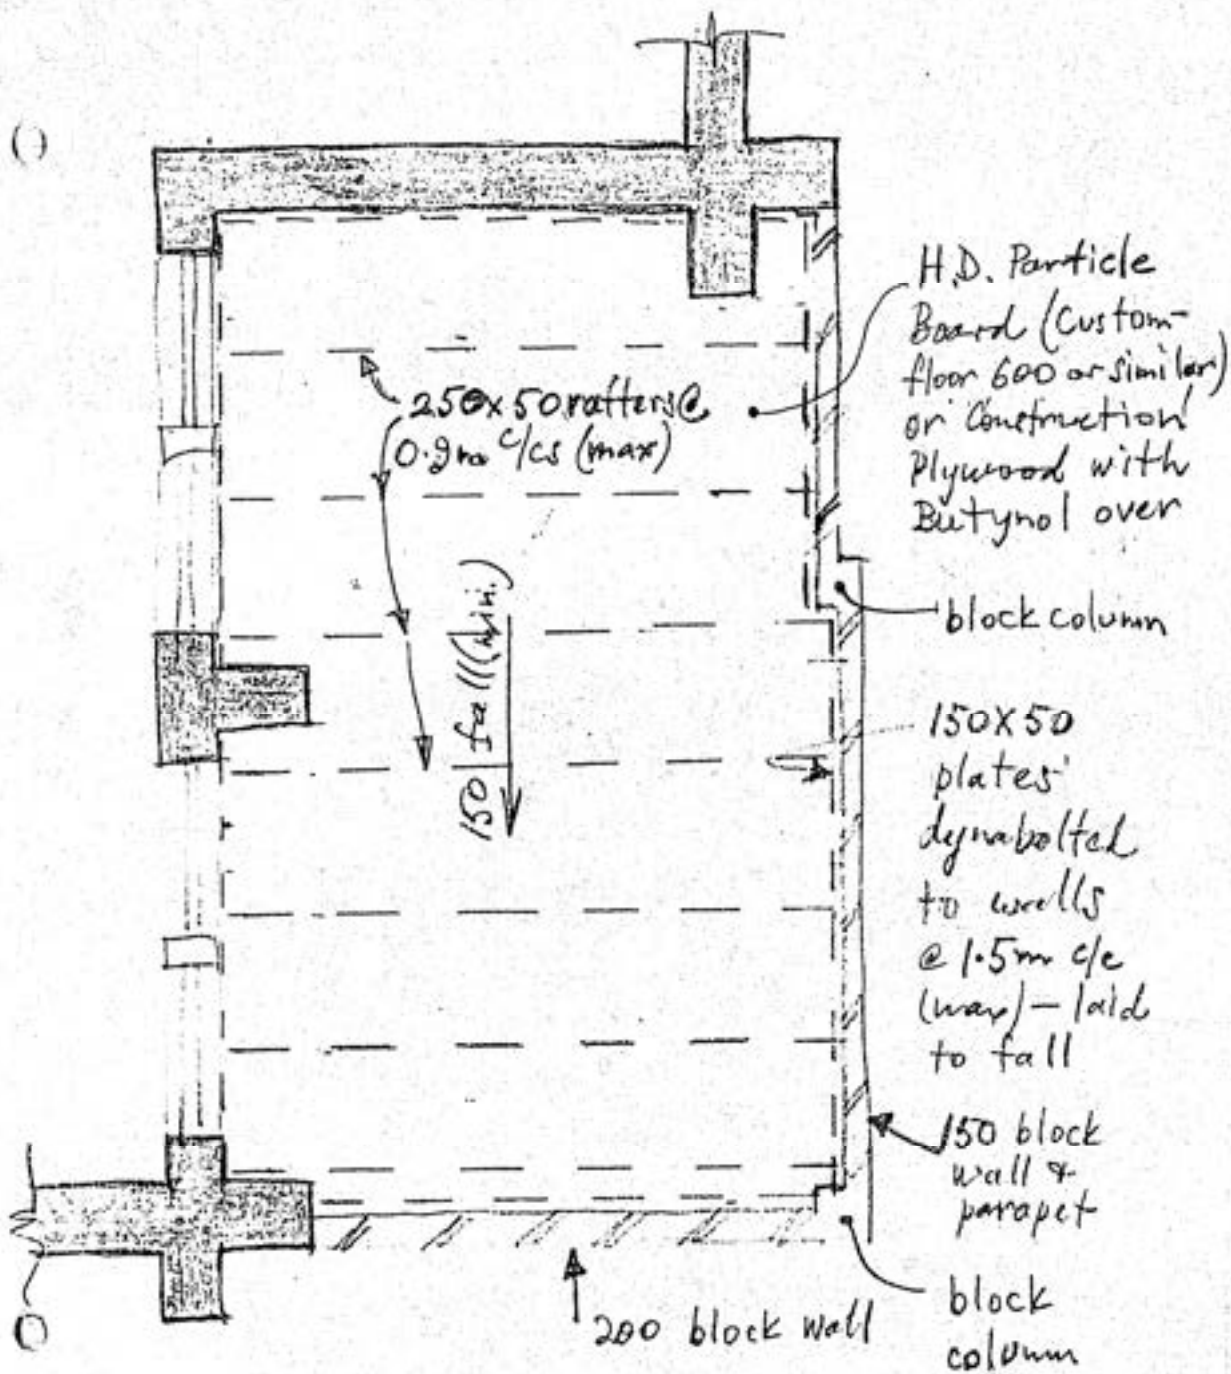 H.D. Particle
Board (Custom-
floor 600 or similar)
or Construction
Plywood with
Butynol over
250x50 rafters @
0.9m c/cs (max)
150 fall (min.)
block column
150X50
plates
dynabolted
to walls
@ 1.5m c/c
(max) - laid
to fall
150 block
wall &
parapet
200 block wall
block
column